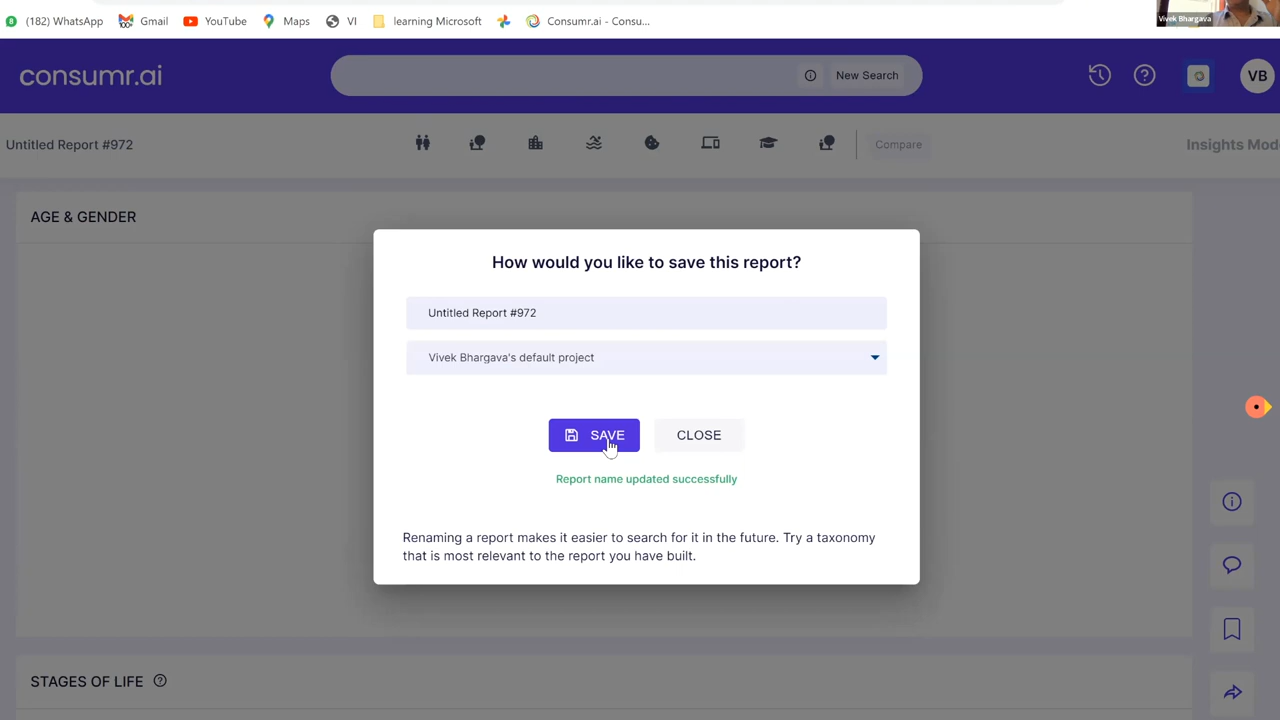 (182) WhatsApp Gmail YouTube Maps VI learning Microsoft Consumr.ai - Consu...
Vivek Bhargava
consumr.ai New Search VB
Untitled Report #972 Compare Insights Mod
AGE & GENDER
How would you like to save this report?
Untitled Report #972
Vivek Bhargava's default project
SAVE CLOSE
Report name updated successfully
Renaming a report makes it easier to search for it in the future. Try a taxonomy
that is most relevant to the report you have built.
STAGES OF LIFE